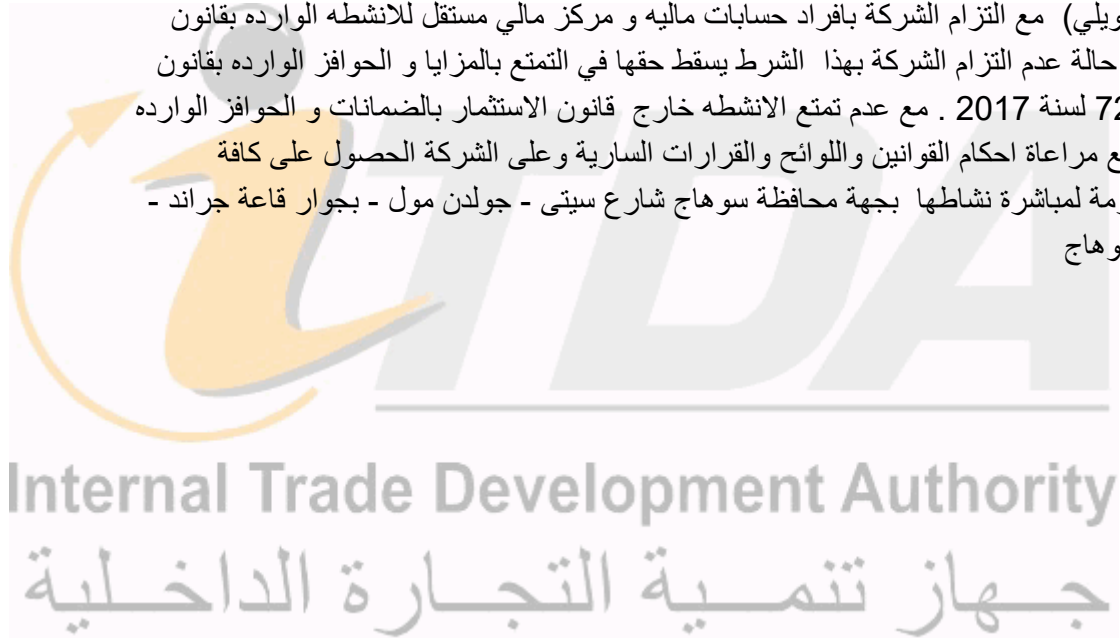 ويلي) مع التزام الشركة بافراد حسابات ماليه و مركز مالي مستقل للانشطه الوارده بقانون
حالة عدم التزام الشركة بهذا الشرط يسقط حقها في التمتع بالمزايا و الحوافز الوارده بقانون
72 لسنة 2017 . مع عدم تمتع الانشطه خارج قانون الاستثمار بالضمانات و الحوافز الوارده
ع مراعاة احكام القوانين واللوائح والقرارات السارية وعلى الشركة الحصول على كافة
مة لمباشرة نشاطها بجهة محافظة سوهاج شارع سيتى - جولدن مول - بجوار قاعة جراند -
وهاج
iTDA
Internal Trade Development Authority
جهاز تنمية التجارة الداخلية